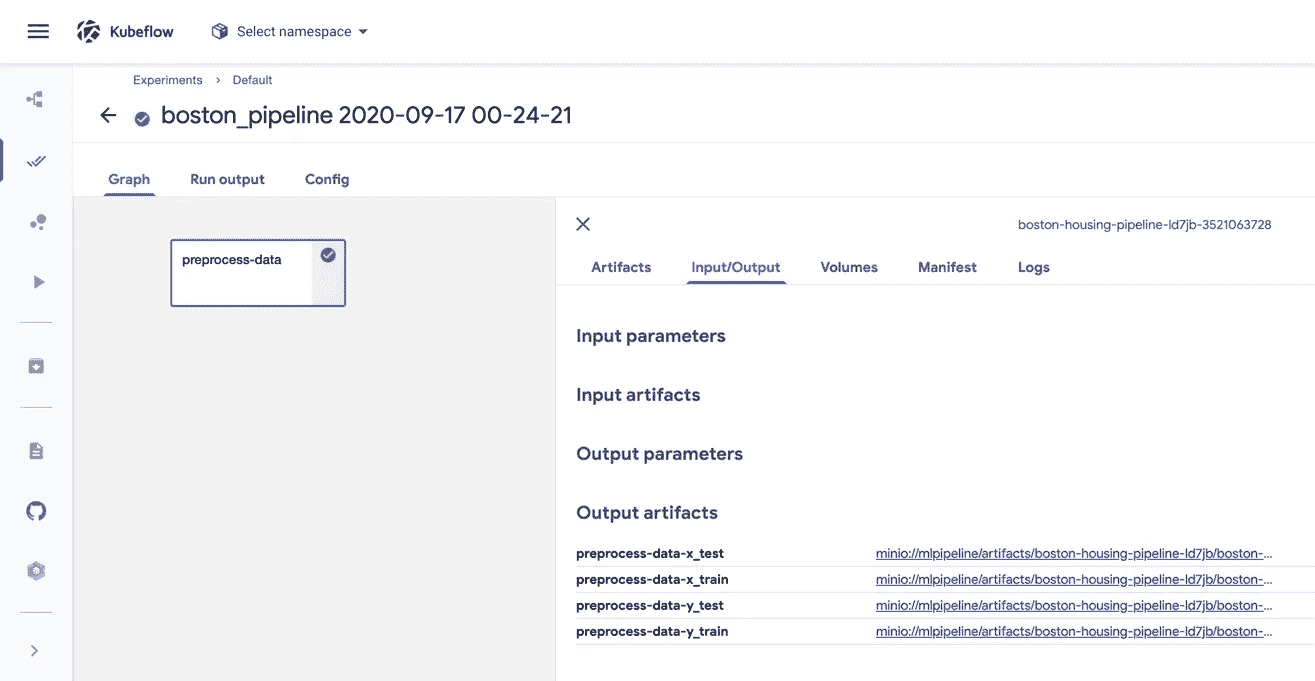 Kubeflow Select namespace
Experiments > Default
boston_pipeline 2020-09-17 00-24-21
Graph Run output Config
preprocess-data
boston-housing-pipeline-ld7jb-3521063728
Artifacts Input/Output Volumes Manifest Logs
Input parameters
Input artifacts
Output parameters
Output artifacts
preprocess-data-x_test minio://mlpipeline/artifacts/boston-housing-pipeline-ld7jb/boston-...
preprocess-data-x_train minio://mlpipeline/artifacts/boston-housing-pipeline-ld7jb/boston-...
preprocess-data-y_test minio://mlpipeline/artifacts/boston-housing-pipeline-ld7jb/boston-...
preprocess-data-y_train minio://mlpipeline/artifacts/boston-housing-pipeline-ld7jb/boston-...